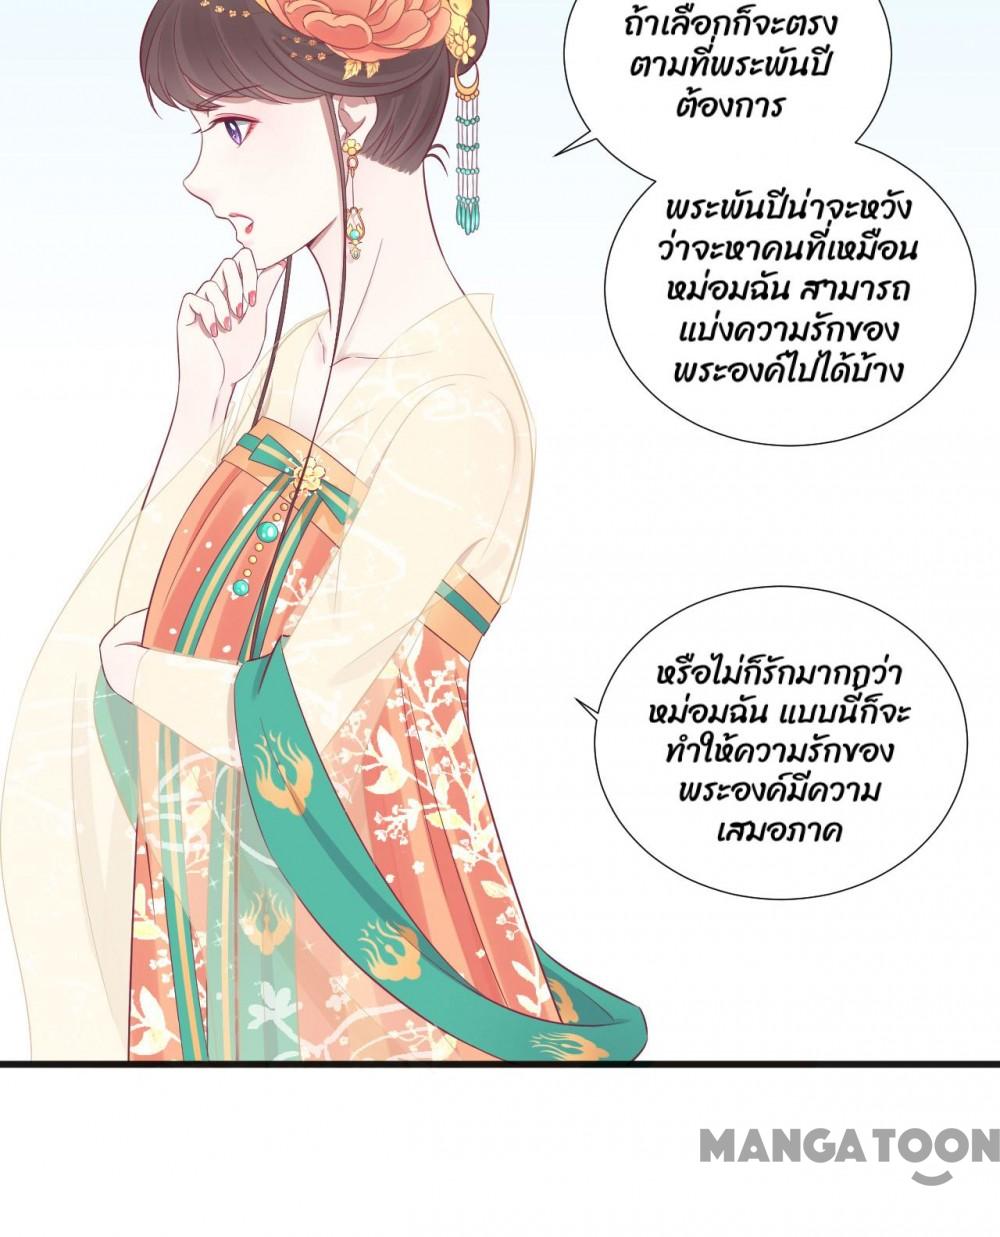 ถ้าเลือกก็จะตรง
ตามที่พระพันปี
ต้องการ
พระพันปีน่าจะหวัง
ว่าจะหาคนที่เหมือน
หม่อมฉัน สามารถ
แบ่งความรักของ
พระองค์ไปได้บ้าง
หรือไม่ก็รักมากกว่า
หม่อมฉัน แบบนี้ก็จะ
ทำให้ความรักของ
พระองค์มีความ
เสมอภาค
MANGATOON